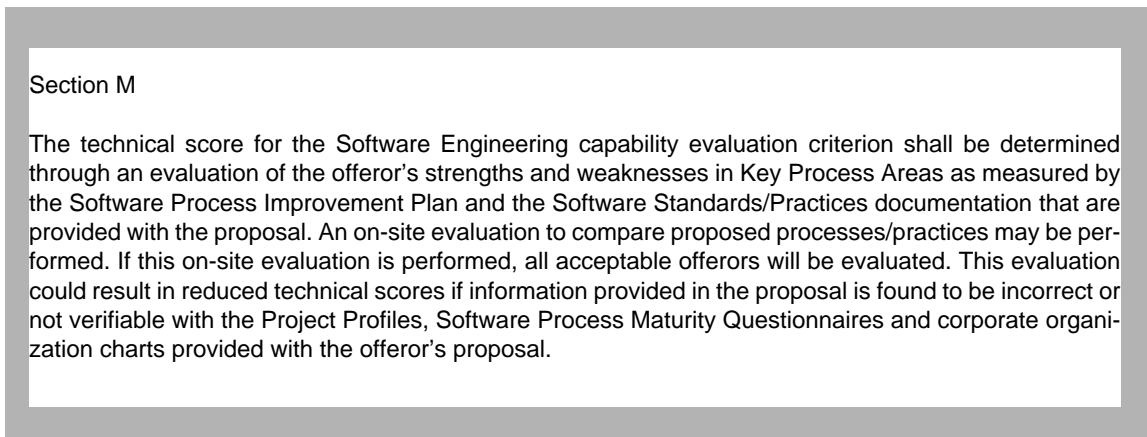 Section M
The technical score for the Software Engineering capability evaluation criterion shall be determined
through an evaluation of the offeror's strengths and weaknesses in Key Process Areas as measured by
the Software Process Improvement Plan and the Software Standards/Practices documentation that are
provided with the proposal. An on-site evaluation to compare proposed processes/practices may be per-
formed. If this on-site evaluation is performed, all acceptable offerors will be evaluated. This evaluation
could result in reduced technical scores if information provided in the proposal is found to be incorrect or
not verifiable with the Project Profiles, Software Process Maturity Questionnaires and corporate organi-
zation charts provided with the offeror's proposal.